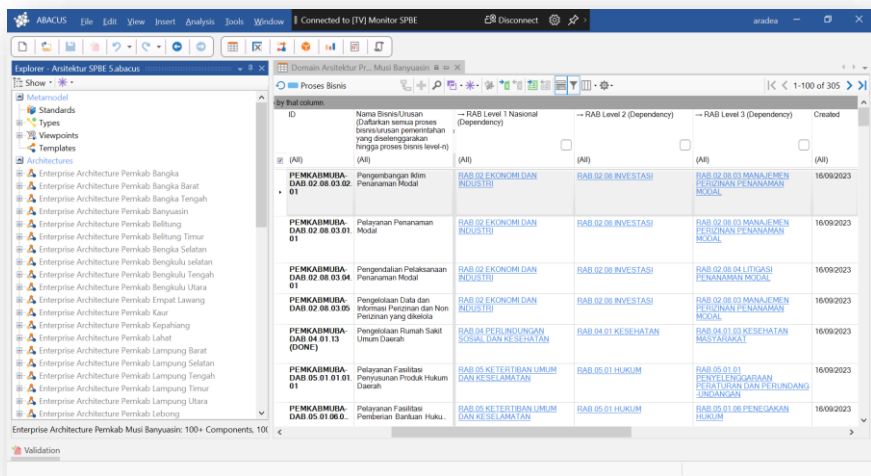 ABACUS File Edit View Insert Analysis Tools Window Connected to [TV] Monitor SPBE Disconnect aradea
Explorer - Arsitektur SPBE 5.abacus
Domain Arsitektur Pr... Musi Banyuasin
Show
Proses Bisnis
1-100 of 305
Metamodel
Standards
Types
Viewpoints
Templates
Architectures
Enterprise Architecture Pemkab Bangka
Enterprise Architecture Pemkab Bangka Barat
Enterprise Architecture Pemkab Bangka Tengah
Enterprise Architecture Pemkab Banyuasin
Enterprise Architecture Pemkab Belitung
Enterprise Architecture Pemkab Belitung Timur
Enterprise Architecture Pemkab Bengka Selatan
Enterprise Architecture Pemkab Bengkulu selatan
Enterprise Architecture Pemkab Bengkulu Tengah
Enterprise Architecture Pemkab Bengkulu Utara
Enterprise Architecture Pemkab Empat Lawang
Enterprise Architecture Pemkab Kaur
Enterprise Architecture Pemkab Kepahiang
Enterprise Architecture Pemkab Lahat
Enterprise Architecture Pemkab Lampung Barat
Enterprise Architecture Pemkab Lampung Selatan
Enterprise Architecture Pemkab Lampung Tengah
Enterprise Architecture Pemkab Lampung Timur
Enterprise Architecture Pemkab Lampung Utara
Enterprise Architecture Pemkab Lebong
Enterprise Architecture Pemkab Musi Banyuasin: 100+ Components, 100
by that column.
ID
Nama Bisnis/Urusan
(Daftarkan semua proses
bisnis/urusan pemerintahan
yang diselenggarakan
hingga proses bisnis level-n)
→ RAB Level 1 Nasional
(Dependency)
→ RAB Level 2 (Dependency)
→ RAB Level 3 (Dependency)
Created
(All) (All) (All) (All) (All) (All)
PEMKABMUBA-
DAB.02.08.03.02.
01
Pengembangan Iklim
Penanaman Modal
RAB.02 EKONOMI DAN
INDUSTRI
RAB.02.08 INVESTASI
RAB.02.08.03 MANAJEMEN
PERIZINAN PENANAMAN
MODAL
16/09/2023
PEMKABMUBA-
DAB.02.08.03.01.
01
Pelayanan Penanaman
Modal
RAB.02 EKONOMI DAN
INDUSTRI
RAB.02.08 INVESTASI
RAB.02.08.03 MANAJEMEN
PERIZINAN PENANAMAN
MODAL
16/09/2023
PEMKABMUBA-
DAB.02.08.03.04.
01
Pengendalian Pelaksanaan
Penanaman Modal
RAB.02 EKONOMI DAN
INDUSTRI
RAB.02.08 INVESTASI
RAB.02.08.04 LITIGASI
PENANAMAN MODAL
16/09/2023
PEMKABMUBA-
DAB.02.08.03.05
Pengelolaan Data dan
Informasi Perizinan dan Non
Perizinan yang dikelola
RAB.02 EKONOMI DAN
INDUSTRI
RAB.02.08 INVESTASI
RAB.02.08.03 MANAJEMEN
PERIZINAN PENANAMAN
MODAL
16/09/2023
PEMKABMUBA-
DAB.04.01.13
(DONE)
Pengelolaan Rumah Sakit
Umum Daerah
RAB.04 PERLINDUNGAN
SOSIAL DAN KESEHATAN
RAB.04.01 KESEHATAN
RAB.04.01.03 KESEHATAN
MASYARAKAT
16/09/2023
PEMKABMUBA-
DAB.05.01.01.01.
01
Pelayanan Fasilitasi
Penyusunan Produk Hukum
Daerah
RAB.05 KETERTIBAN UMUM
DAN KESELAMATAN
RAB.05.01 HUKUM
RAB.05.01.01
PENYELENGGARAAN
PERATURAN DAN PERUNDANG
-UNDANGAN
16/09/2023
PEMKABMUBA-
DAB.05.01.06.0..
Pelayanan Fasilitasi
Pemberian Bantuan Huku..
RAB.05 KETERTIBAN UMUM
DAN KESELAMATAN
RAB.05.01 HUKUM
RAB.05.01.06 PENEGAKAN
HUKUM
16/09/2023
Validation